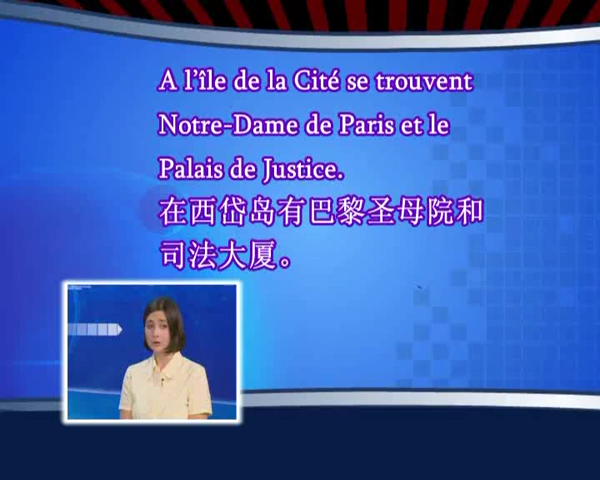 A l'île de la Cité se trouvent
Notre-Dame de Paris et le
Palais de Justice.
在西岱岛有巴黎圣母院和
司法大厦。